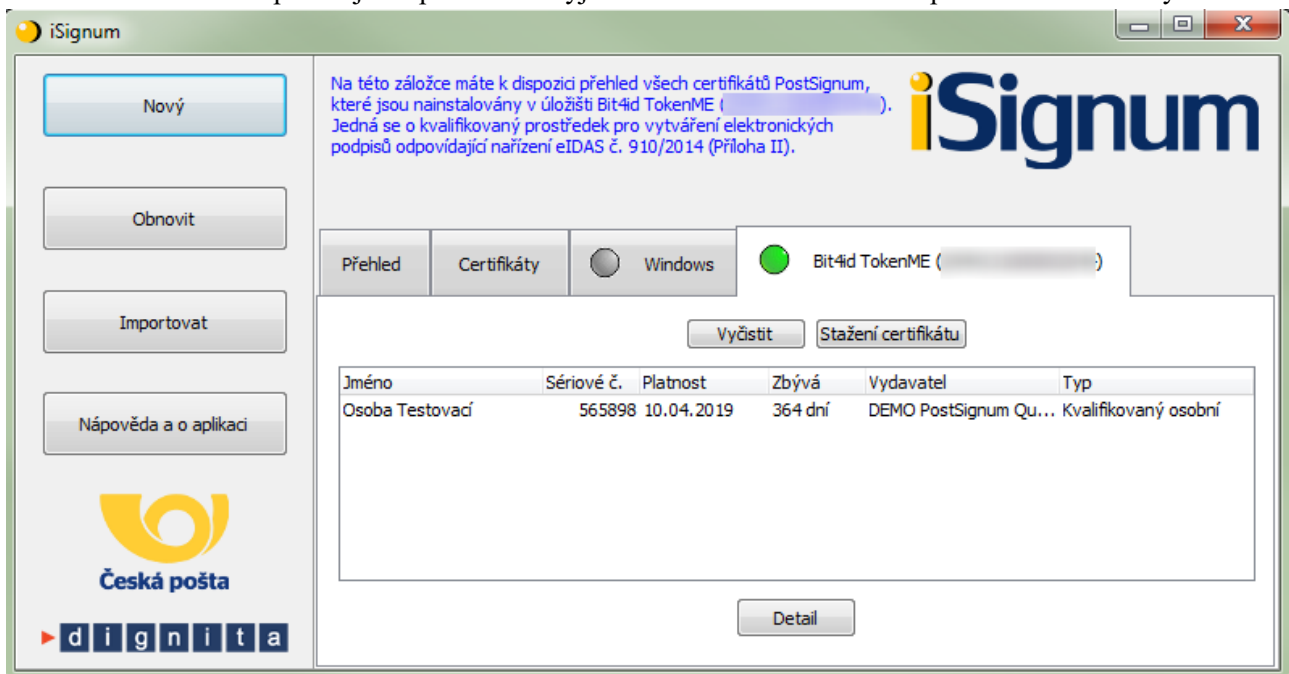 iSignum
Nový
Obnovit
Importovat
Nápověda a o aplikaci
Česká pošta
dignita
Na této záložce máte k dispozici přehled všech certifikátů PostSignum,
které jsou nainstalovány v úložišti Bit4id TokenME ( ).
Jedná se o kvalifikovaný prostředek pro vytváření elektronických
podpisů odpovídající nařízení eIDAS č. 910/2014 (Příloha II).
iSignum
Přehled Certifikáty Windows Bit4id TokenME ( )
Vyčistit Stažení certifikátu
Jméno Sériové č. Platnost Zbývá Vydavatel Typ
Osoba Testovací 565898 10.04.2019 364 dní DEMO PostSignum Qu... Kvalifikovaný osobní
Detail